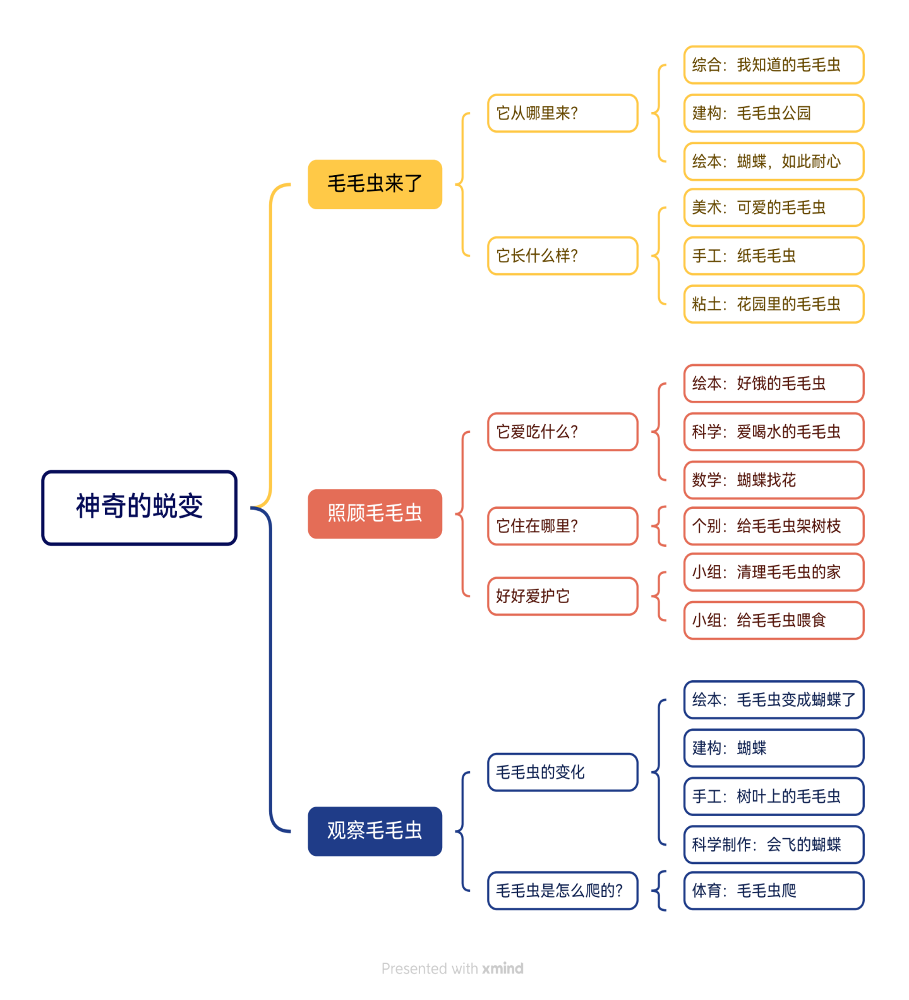 神奇的蜕变
毛毛虫来了
它从哪里来？
综合：我知道的毛毛虫
建构：毛毛虫公园
绘本：蝴蝶，如此耐心
它长什么样？
美术：可爱的毛毛虫
手工：纸毛毛虫
粘土：花园里的毛毛虫
照顾毛毛虫
它爱吃什么？
绘本：好饿的毛毛虫
科学：爱喝水的毛毛虫
数学：蝴蝶找花
它住在哪里？
个别：给毛毛虫架树枝
好好爱护它
小组：清理毛毛虫的家
小组：给毛毛虫喂食
观察毛毛虫
毛毛虫的变化
绘本：毛毛虫变成蝴蝶了
建构：蝴蝶
手工：树叶上的毛毛虫
科学制作：会飞的蝴蝶
毛毛虫是怎么爬的？
体育：毛毛虫爬
Presented with xmind